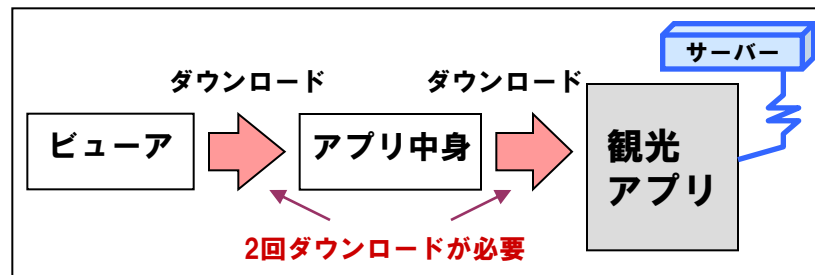 サーバー
ダウンロード
ダウンロード
ビューア
アプリ中身
観光
アプリ
2回ダウンロードが必要